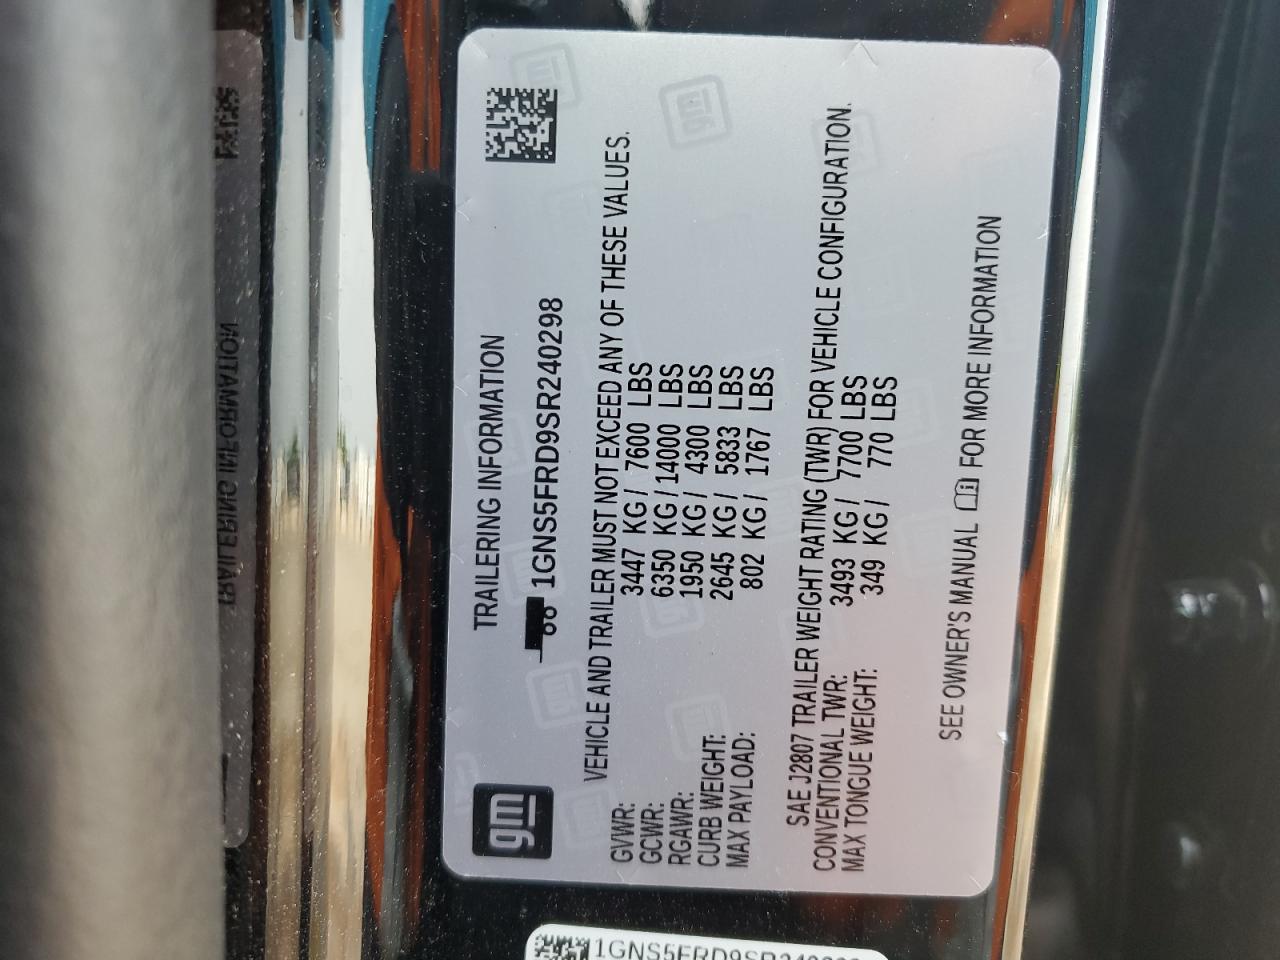 gm
TRAILERING INFORMATION
1GNS5FRD9SR240298
VEHICLE AND TRAILER MUST NOT EXCEED ANY OF THESE VALUES.
GVWR: 3447 KG / 7600 LBS
GCWR: 6350 KG / 14000 LBS
RGAWR: 1950 KG / 4300 LBS
CURB WEIGHT: 2645 KG / 5833 LBS
MAX PAYLOAD: 802 KG / 1767 LBS
SAE J2807 TRAILER WEIGHT RATING (TWR) FOR VEHICLE CONFIGURATION.
CONVENTIONAL TWR: 3493 KG / 7700 LBS
MAX TONGUE WEIGHT: 349 KG / 770 LBS
SEE OWNER'S MANUAL FOR MORE INFORMATION
TRAILERING INFORMATION